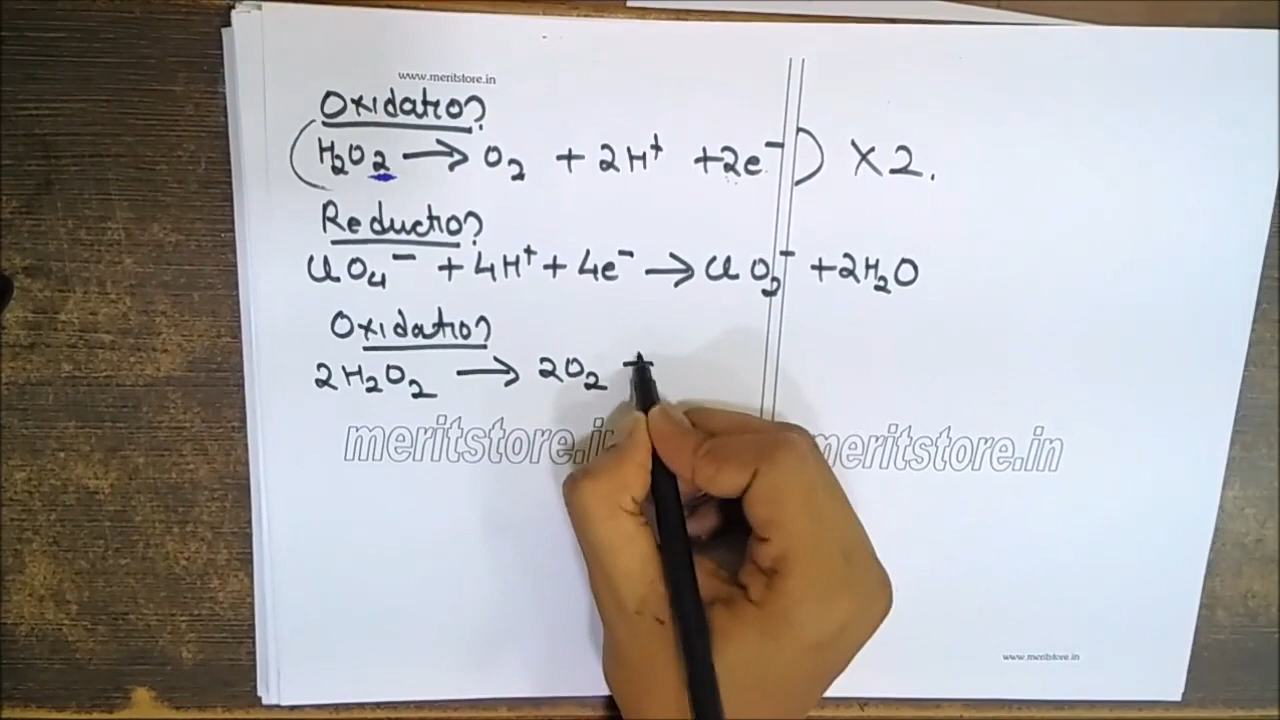 www.meritstore.in
Oxidation
H₂O₂ → O₂ + 2H⁺ +2e⁻ × 2.
Reduction
ClO₄⁻ + 4H⁺ + 4e⁻ → ClO₂⁻ + 2H₂O
Oxidation
2H₂O₂ → 2O₂ +
meritstore.in meritstore.in
www.meritstore.in